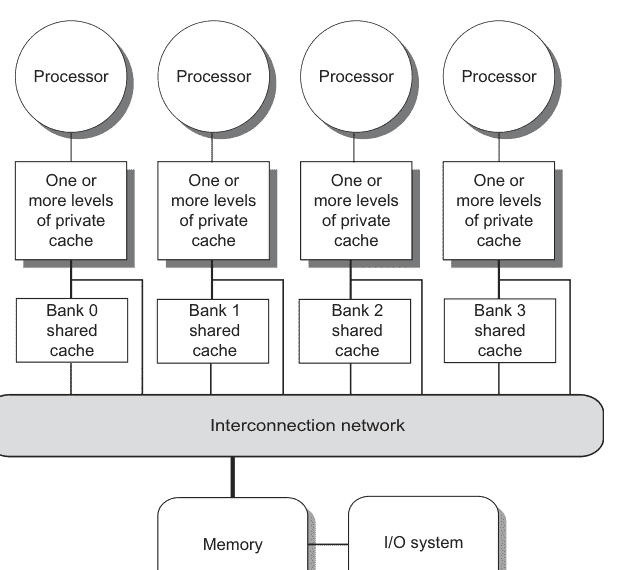 Processor
Processor
Processor
Processor
One or
more levels
of private
cache
One or
more levels
of private
cache
One or
more levels
of private
cache
One or
more levels
of private
cache
Bank 0
shared
cache
Bank 1
shared
cache
Bank 2
shared
cache
Bank 3
shared
cache
Interconnection network
Memory
I/O system